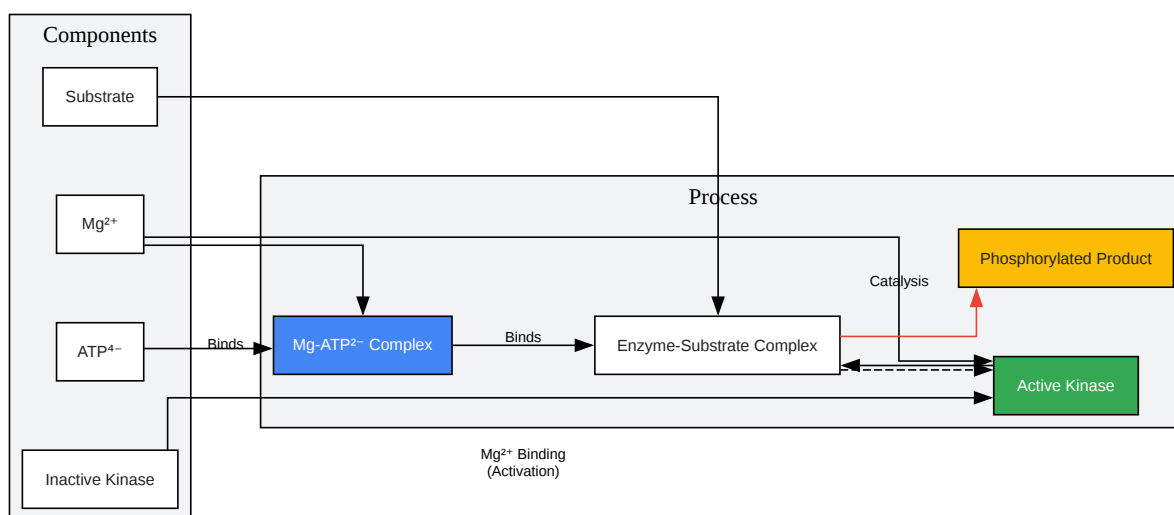 Components
Substrate
Process
Mg²⁺
Phosphorylated Product
Catalysis
ATP⁴⁻
Binds
Mg-ATP²⁻ Complex
Binds
Enzyme-Substrate Complex
Active Kinase
Mg²⁺ Binding
(Activation)
Inactive Kinase